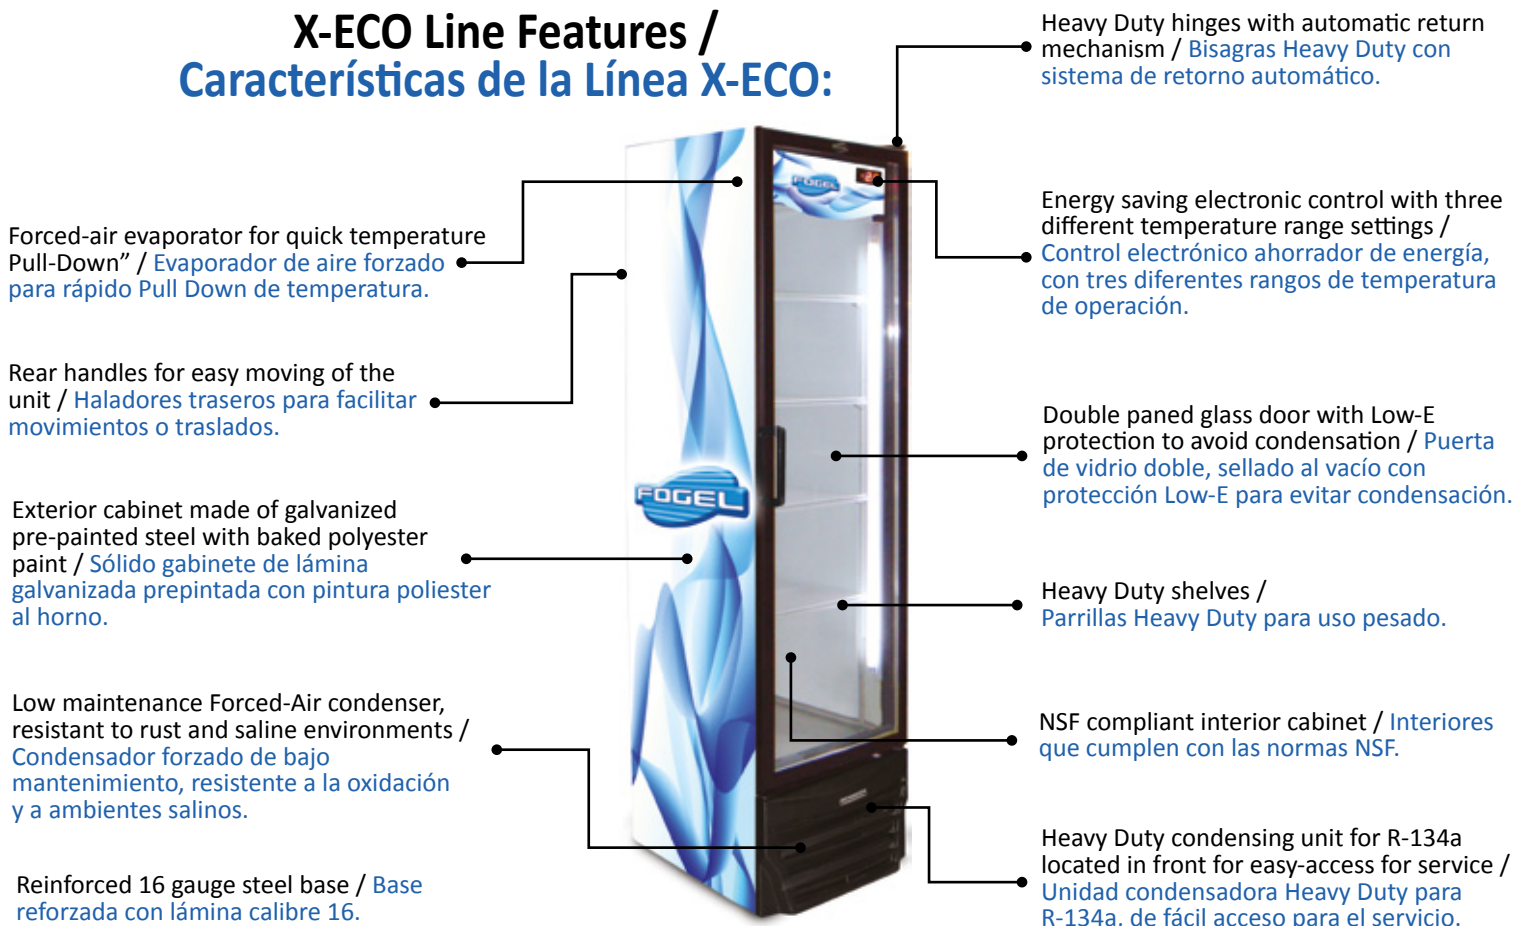 X-ECO Line Features /
Características de la Línea X-ECO:
Forced-air evaporator for quick temperature
Pull-Down” / Evaporador de aire forzado
para rápido Pull Down de temperatura.
Rear handles for easy moving of the
unit / Haladores traseros para facilitar
movimientos o traslados.
Exterior cabinet made of galvanized
pre-painted steel with baked polyester
paint / Sólido gabinete de lámina
galvanizada prepintada con pintura poliester
al horno.
Low maintenance Forced-Air condenser,
resistant to rust and saline environments /
Condensador forzado de bajo
mantenimiento, resistente a la oxidación
y a ambientes salinos.
Reinforced 16 gauge steel base / Base
reforzada con lámina calibre 16.
FOGEL
FOGEL
Heavy Duty hinges with automatic return
mechanism / Bisagras Heavy Duty con
sistema de retorno automático.
Energy saving electronic control with three
different temperature range settings /
Control electrónico ahorrador de energía,
con tres diferentes rangos de temperatura
de operación.
Double paned glass door with Low-E
protection to avoid condensation / Puerta
de vidrio doble, sellado al vacío con
protección Low-E para evitar condensación.
Heavy Duty shelves /
Parrillas Heavy Duty para uso pesado.
NSF compliant interior cabinet / Interiores
que cumplen con las normas NSF.
Heavy Duty condensing unit for R-134a
located in front for easy-access for service /
Unidad condensadora Heavy Duty para
R-134a, de fácil acceso para el servicio.